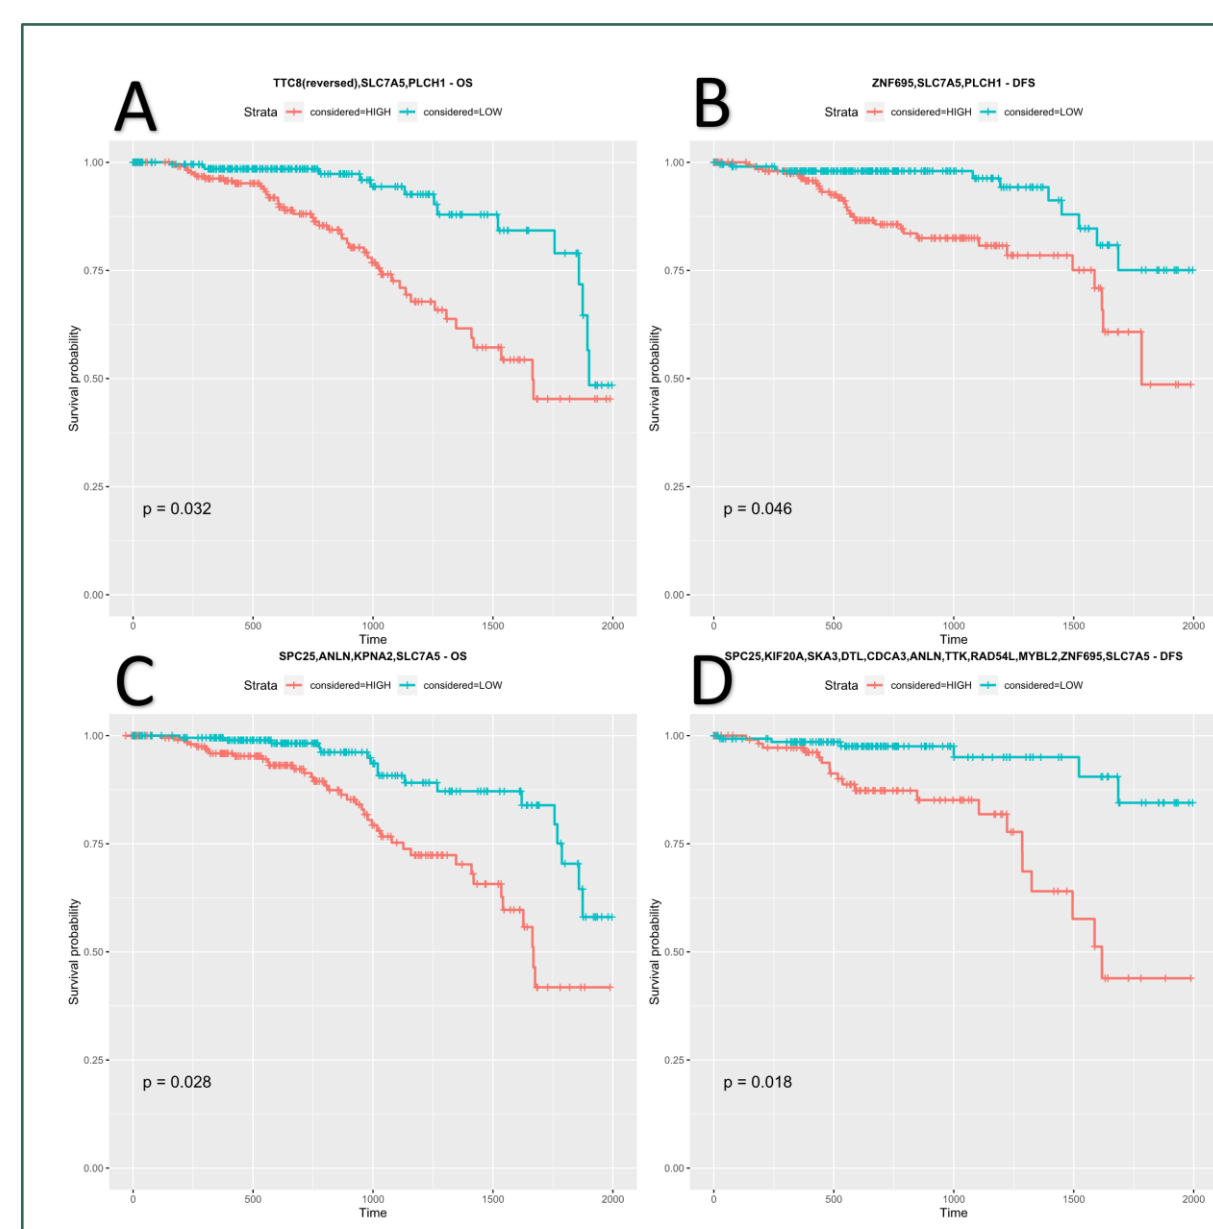 A
TTC8(reversed),SLC7A5,PLCH1 - OS
Strata considered=HIGH considered=LOW
1.00
0.75
0.50
0.25
0.00
Survival probability
p = 0.032
0 500 1000 1500 2000
Time
B
ZNF695,SLC7A5,PLCH1 - DFS
Strata considered=HIGH considered=LOW
1.00
0.75
0.50
0.25
0.00
Survival probability
p = 0.046
0 500 1000 1500 2000
Time
C
SPC25,ANLN,KPNA2,SLC7A5 - OS
Strata considered=HIGH considered=LOW
1.00
0.75
0.50
0.25
0.00
Survival probability
p = 0.028
0 500 1000 1500 2000
Time
D
SPC25,KIF20A,SKA3,DTL,CDCA3,ANLN,TTK,RAD54L,MYBL2,ZNF695,SLC7A5 - DFS
Strata considered=HIGH considered=LOW
1.00
0.75
0.50
0.25
0.00
Survival probability
p = 0.018
0 500 1000 1500 2000
Time